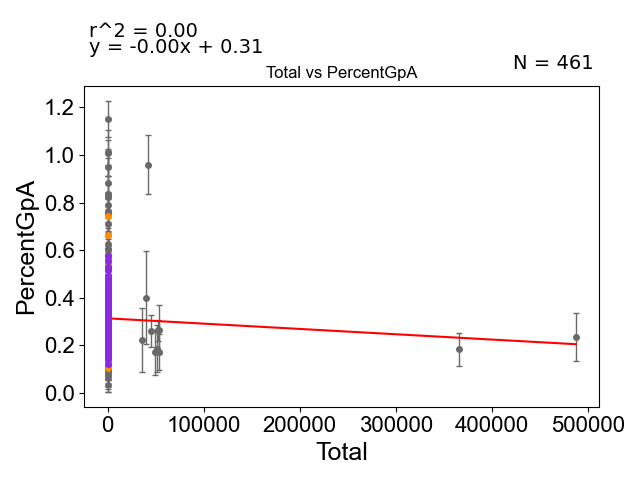 r^2 = 0.00
y = -0.00x + 0.31
N = 461
Total vs PercentGpA
PercentGpA
1.2
1.0
0.8
0.6
0.4
0.2
0.0
0 100000 200000 300000 400000 500000
Total